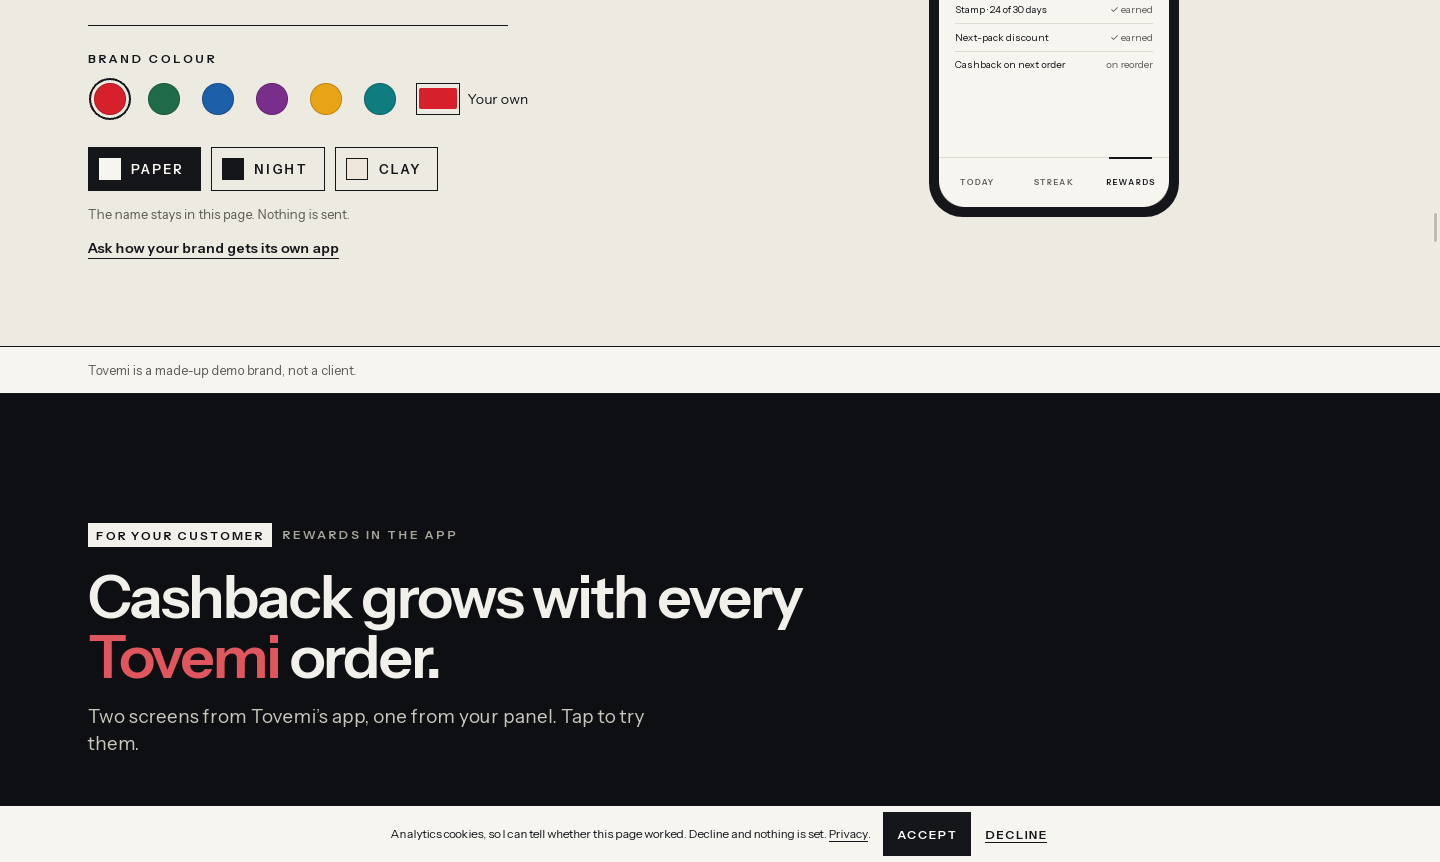 Stamp · 24 of 30 days ✓ earned
Next-pack discount ✓ earned
Cashback on next order on reorder
TODAY STREAK REWARDS
BRAND COLOUR
Your own
PAPER NIGHT CLAY
The name stays in this page. Nothing is sent.
Ask how your brand gets its own app
Tovemi is a made-up demo brand, not a client.
FOR YOUR CUSTOMER REWARDS IN THE APP
Cashback grows with every
Tovemi order.
Two screens from Tovemi’s app, one from your panel. Tap to try
them.
Analytics cookies, so I can tell whether this page worked. Decline and nothing is set. Privacy. ACCEPT DECLINE